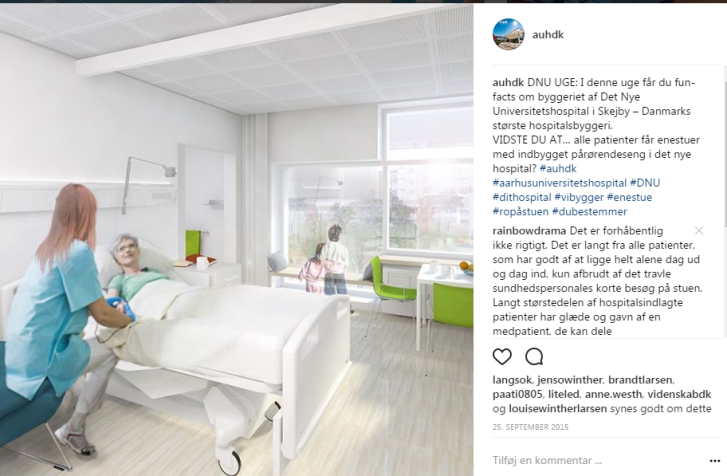 auhdk
auhdk DNU UGE: I denne uge får du fun-
facts om byggeriet af Det Nye
Universitetshospital i Skejby – Danmarks
største hospitalsbyggeri.
VIDSTE DU AT... alle patienter får enestuer
med indbygget pårørendeseng i det nye
hospital? #auhdk
#aarhusuniversitetshospital #DNU
#dithospital #vibygger #enestue
#ropåstuen #dubestemmer
rainbowdrama Det er forhåbentlig
ikke rigtigt. Det er langt fra alle patienter,
som har godt af at ligge helt alene dag ud
og dag ind, kun afbrudt af det travle
sundhedspersonales korte besøg på stuen.
Langt størstedelen af hospitalsindlagte
patienter har glæde og gavn af en
medpatient, de kan dele
langsok, jensowinther, brandtlarsen,
paati0805, liteled, anne.westh, videnskabdk
og louisewintherlarsen synes godt om dette
25. SEPTEMBER 2015
Tilføj en kommentar ...